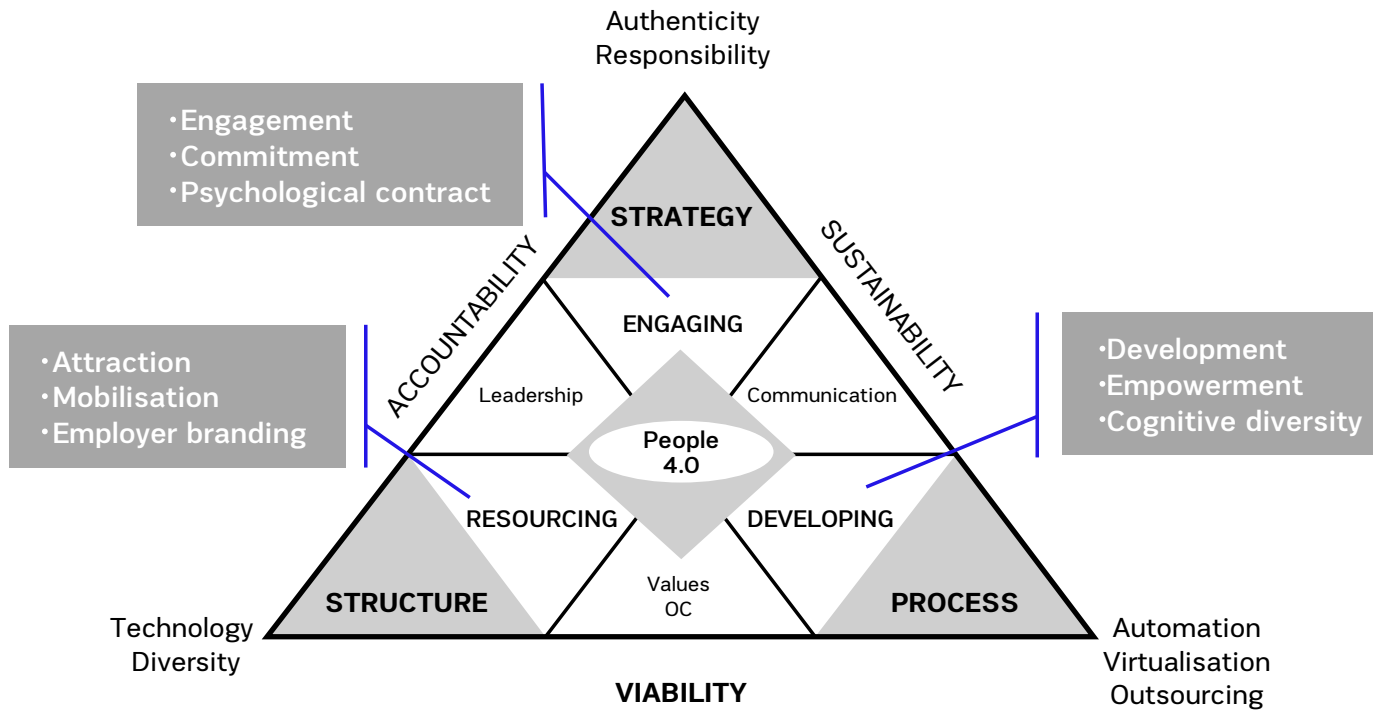 Authenticity
Responsibility
·Engagement
·Commitment
·Psychological contract
STRATEGY
ACCOUNTABILITY
SUSTAINABILITY
ENGAGING
·Attraction
·Mobilisation
·Employer branding
·Development
·Empowerment
·Cognitive diversity
Leadership
Communication
People
4.0
RESOURCING
DEVELOPING
Values
OC
STRUCTURE
PROCESS
Technology
Diversity
Automation
Virtualisation
Outsourcing
VIABILITY